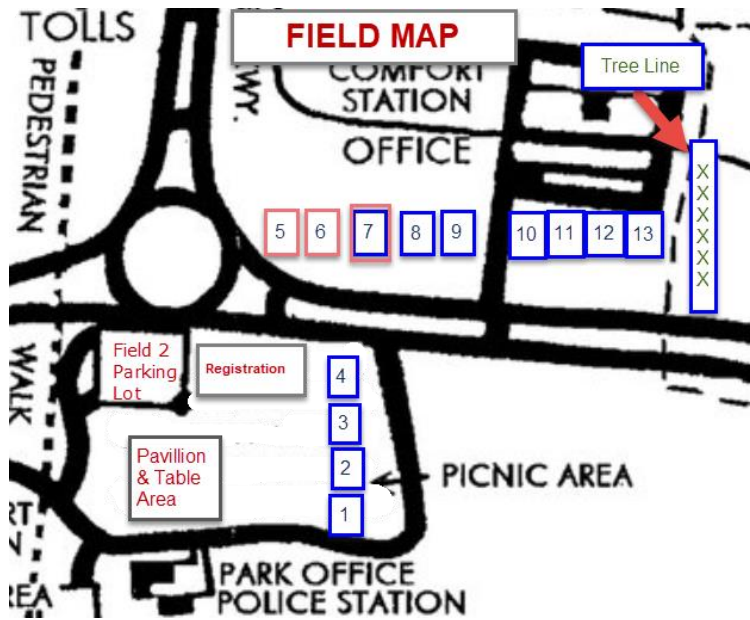 TOLLS
FIELD MAP
PEDESTRIAN
WY.
COMFORT
STATION
OFFICE
Tree Line
X
X
X
X
X
X
5 6 7 8 9 10 11 12 13
WALK
Field 2
Parking
Lot
Registration
4
3
2
1
Pavillion
& Table
Area
PICNIC AREA
PARK OFFICE
POLICE STATION